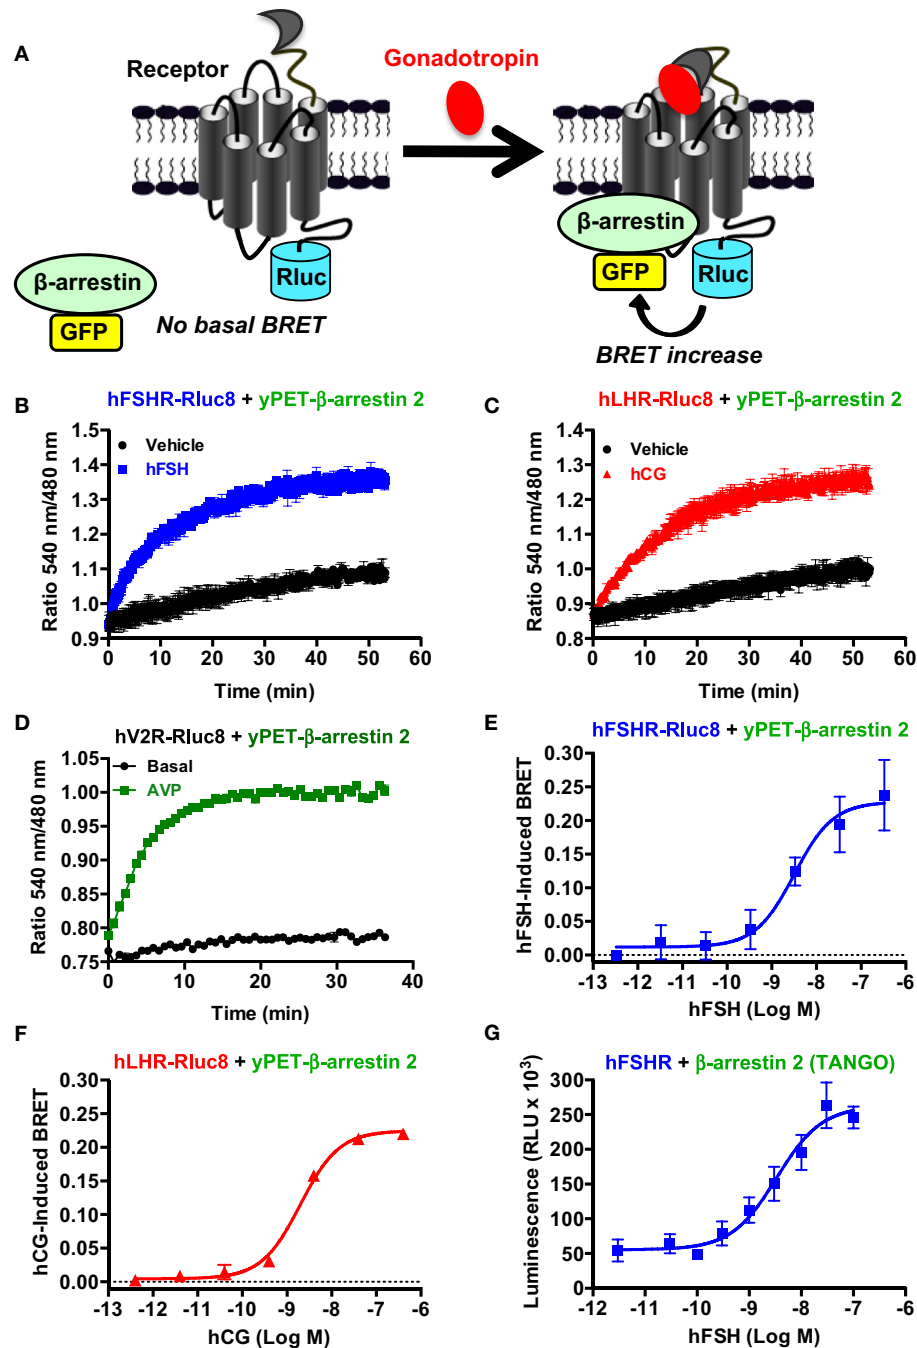 A
Receptor
Gonadotropin
β-arrestin
GFP
Rluc
No basal BRET
β-arrestin
GFP
Rluc
BRET increase
B
hFSHR-Rluc8 + yPET-β-arrestin 2
Ratio 540 nm/480 nm
1.5
1.4
1.3
1.2
1.1
1.0
0.9
Vehicle
hFSH
0 10 20 30 40 50 60
Time (min)
C
hLHR-Rluc8 + yPET-β-arrestin 2
Ratio 540 nm/480 nm
1.4
1.3
1.2
1.1
1.0
0.9
0.8
Vehicle
hCG
0 10 20 30 40 50 60
Time (min)
D
hV2R-Rluc8 + yPET-β-arrestin 2
Ratio 540 nm/480 nm
1.05
1.00
0.95
0.90
0.85
0.80
0.75
Basal
AVP
0 10 20 30 40
Time (min)
E
hFSHR-Rluc8 + yPET-β-arrestin 2
hFSH-Induced BRET
0.30
0.25
0.20
0.15
0.10
0.05
0.00
-13 -12 -11 -10 -9 -8 -7 -6
hFSH (Log M)
F
hLHR-Rluc8 + yPET-β-arrestin 2
hCG-Induced BRET
0.30
0.25
0.20
0.15
0.10
0.05
0.00
-13 -12 -11 -10 -9 -8 -7 -6
hCG (Log M)
G
hFSHR + β-arrestin 2 (TANGO)
Luminescence (RLU x 10³)
300
250
200
150
100
50
0
-12 -11 -10 -9 -8 -7 -6
hFSH (Log M)